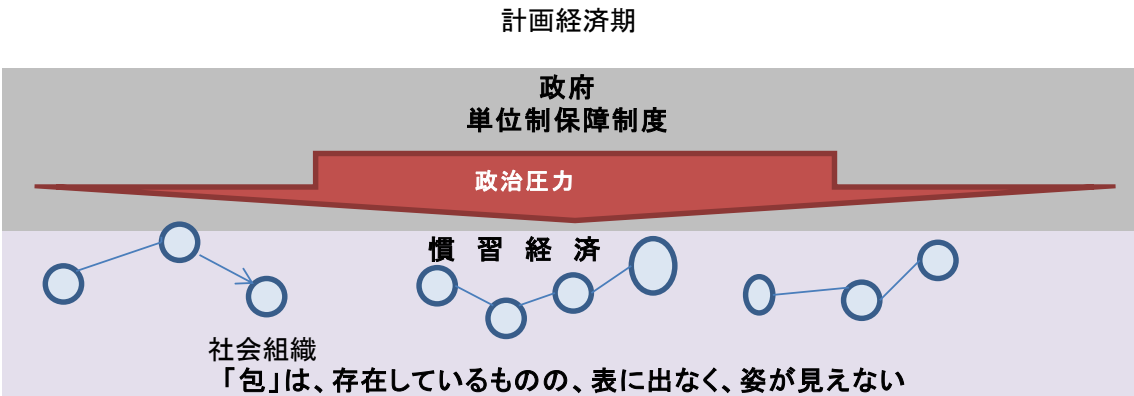 計画経済期
政府
単位制保障制度
政治圧力
慣習経済
社会組織
「包」は、存在しているものの、表に出なく、姿が見えない